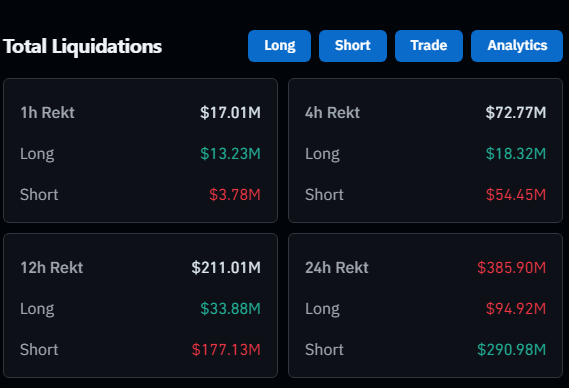 Total Liquidations Long Short Trade Analytics
1h Rekt $17.01M
Long $13.23M
Short $3.78M
4h Rekt $72.77M
Long $18.32M
Short $54.45M
12h Rekt $211.01M
Long $33.88M
Short $177.13M
24h Rekt $385.90M
Long $94.92M
Short $290.98M